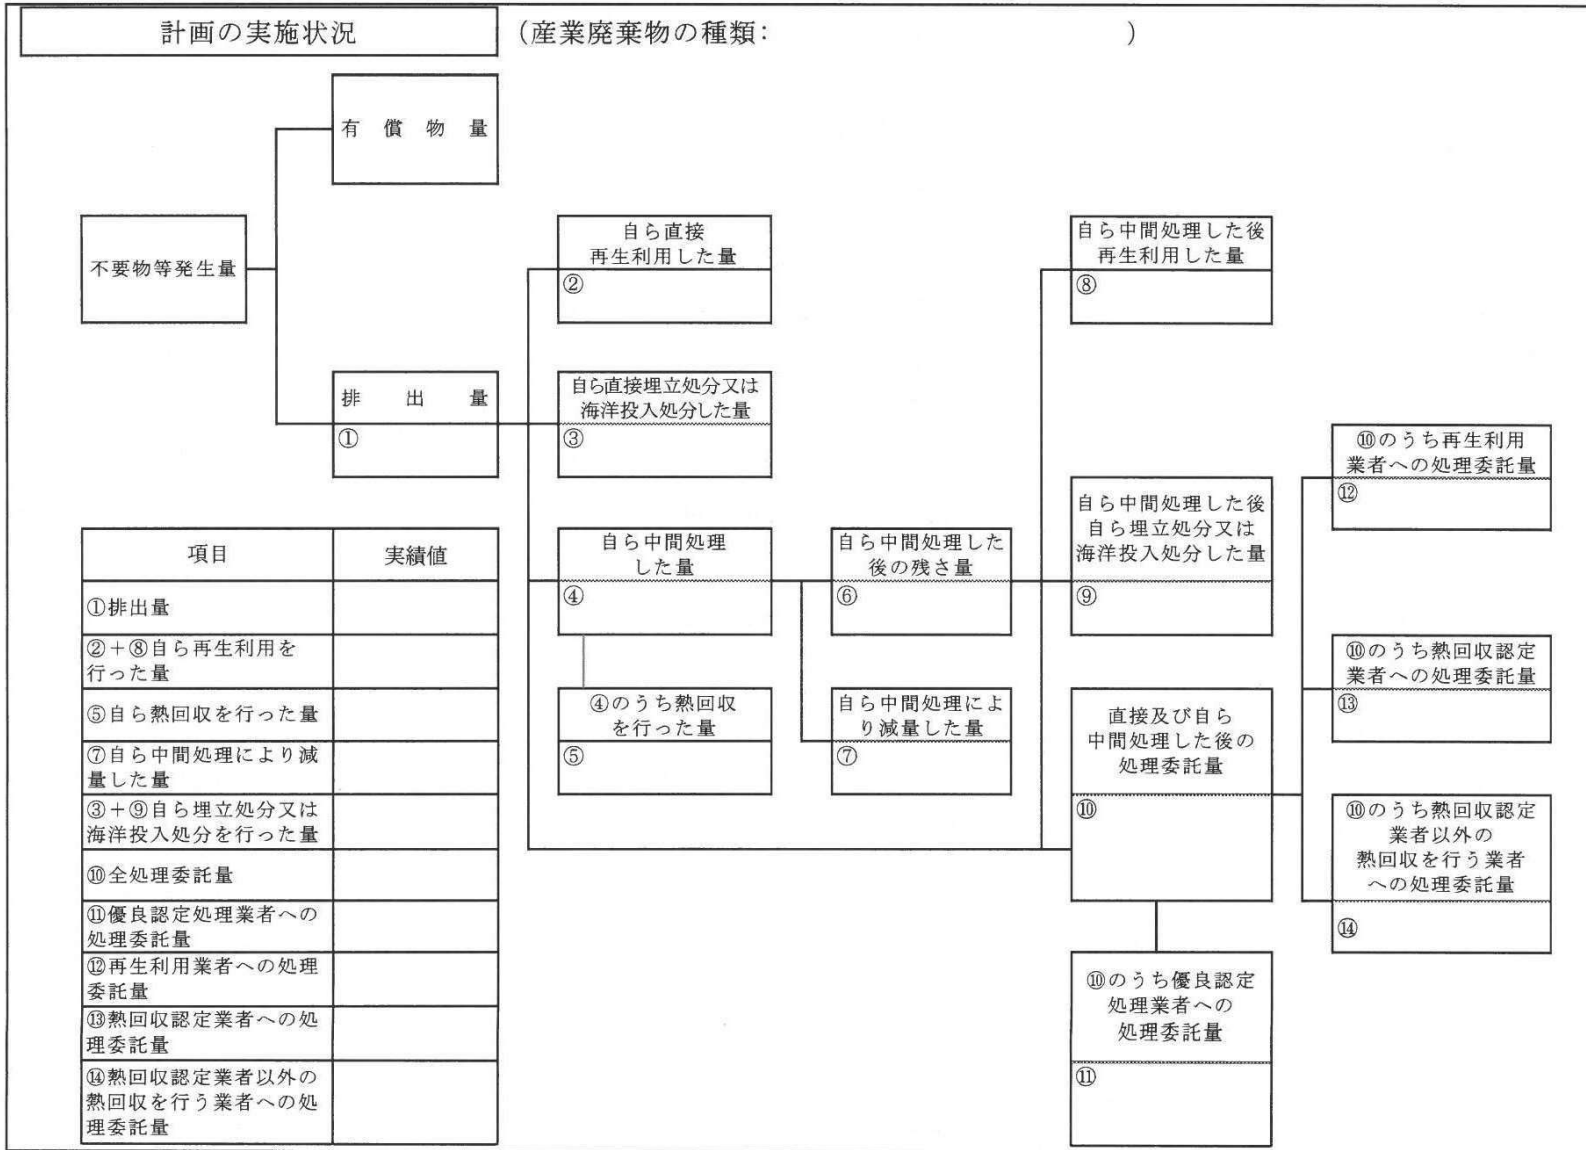 計画の実施状況
(産業廃棄物の種類: )
有償物量
不要物等発生量
自ら直接
再生利用した量
②
自ら中間処理した後
再生利用した量
⑧
排出量
①
自ら直接埋立処分又は
海洋投入処分した量
③
⑩のうち再生利用
業者への処理委託量
⑫
自ら中間処理
した量
④
自ら中間処理した
後の残さ量
⑥
自ら中間処理した後
自ら埋立処分又は
海洋投入処分した量
⑨
④のうち熱回収
を行った量
⑤
自ら中間処理によ
り減量した量
⑦
直接及び自ら
中間処理した後の
処理委託量
⑩
⑩のうち熱回収認定
業者への処理委託量
⑬
⑩のうち熱回収認定
業者以外の
熱回収を行う業者
への処理委託量
⑭
⑩のうち優良認定
処理業者への
処理委託量
⑪
項目 実績値
①排出量
②+⑧自ら再生利用を
行った量
⑤自ら熱回収を行った量
⑦自ら中間処理により減
量した量
③+⑨自ら埋立処分又は
海洋投入処分を行った量
⑩全処理委託量
⑪優良認定処理業者への
処理委託量
⑫再生利用業者への処理
委託量
⑬熱回収認定業者への処
理委託量
⑭熱回収認定業者以外の
熱回収を行う業者への処
理委託量